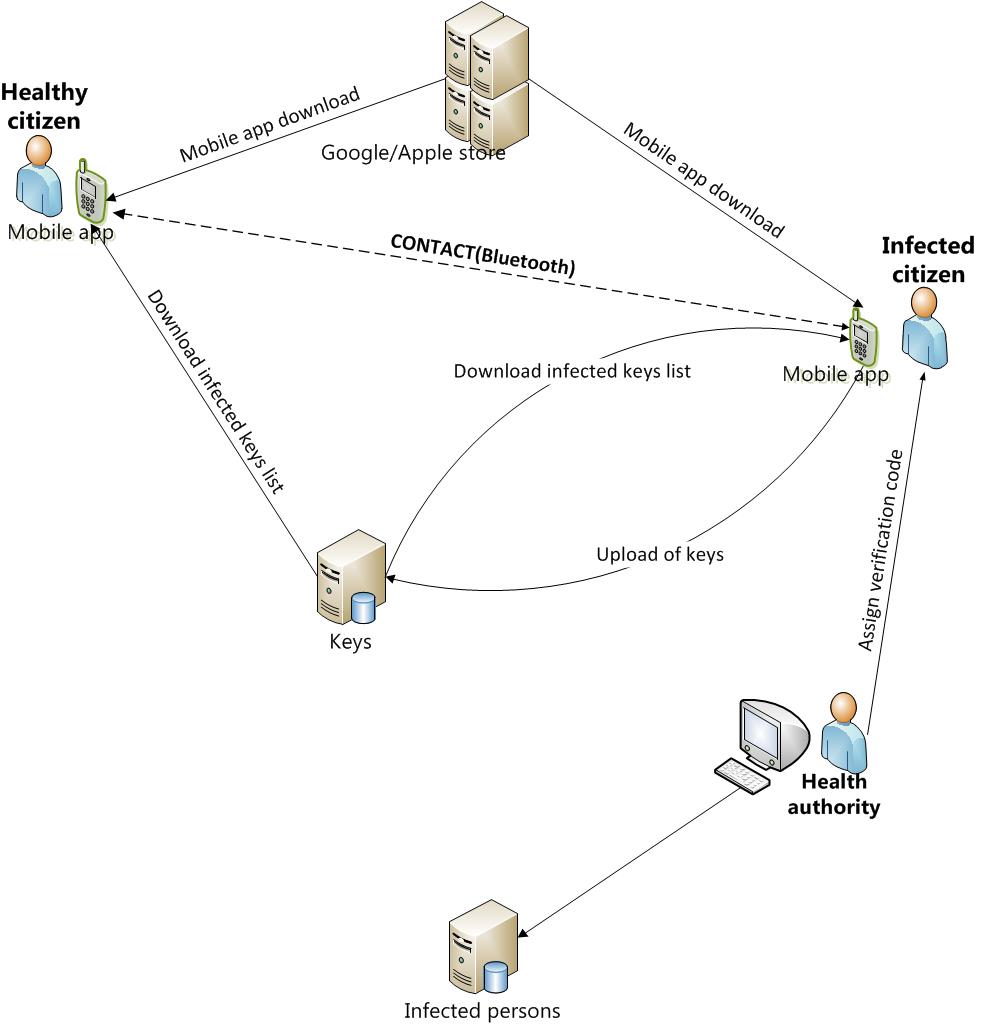 Healthy
citizen
Mobile app download
Google/Apple store
Mobile app download
Mobile app
CONTACT(Bluetooth)
Infected
citizen
Download infected keys list
Download infected keys list
Mobile app
Assign verification code
Upload of keys
Keys
Health
authority
Infected persons